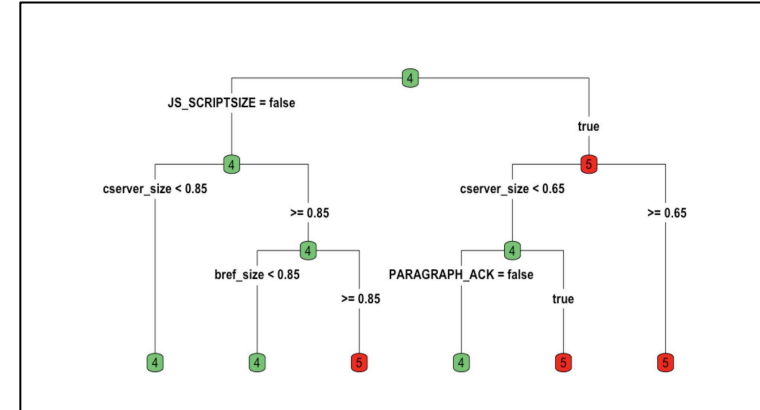 4
JS_SCRIPTSIZE = false
true
4
5
cserver_size < 0.85
cserver_size < 0.65
>= 0.85
>= 0.65
4
4
bref_size < 0.85
PARAGRAPH_ACK = false
>= 0.85
true
4
4
5
4
5
5